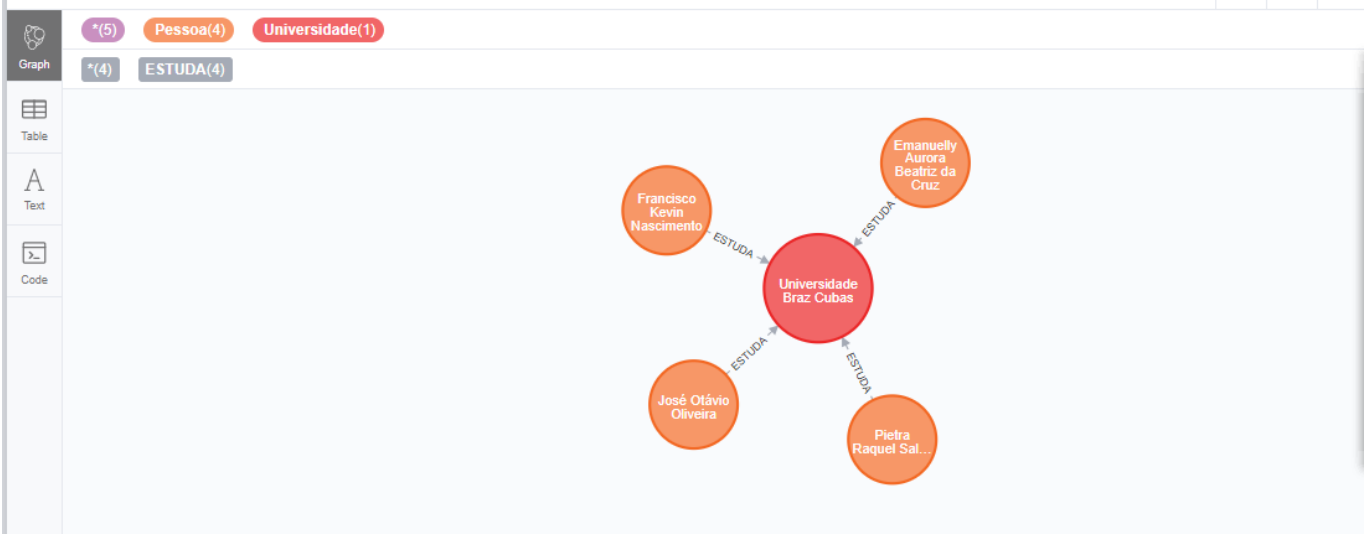 *(5) Pessoa(4) Universidade(1)
Graph
*(4) ESTUDA(4)
Table
Text
Code
Emanuelly
Aurora
Beatriz da
Cruz
Francisco
Kevin
Nascimento
ESTUDA
ESTUDA
Universidade
Braz Cubas
ESTUDA
ESTUDA
José Otávio
Oliveira
Pietra
Raquel Sal...